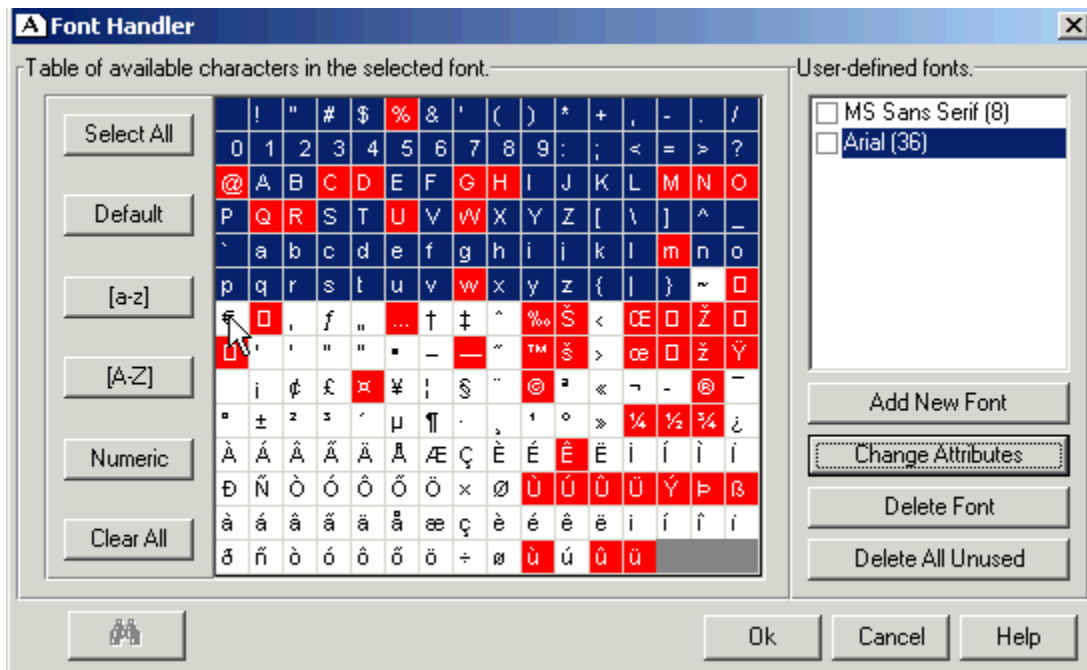 Font Handler
Table of available characters in the selected font.
User-defined fonts.
Select All
Default
[a-z]
[A-Z]
Numeric
Clear All
! " # $ % & ' ( ) * + , - . /
0 1 2 3 4 5 6 7 8 9 : ; < = > ?
@ A B C D E F G H I J K L M N O
P Q R S T U V W X Y Z [ \ ] ^ _
` a b c d e f g h i j k l m n o
p q r s t u v w x y z { | } ~ □
€ □ ‚ ƒ „ … † ‡ ˆ ‰ Š ‹ Œ □ Ž □
□ ' ' " " • – — ˜ ™ š › œ □ ž Ÿ
¡ ¢ £ ¤ ¥ ¦ § ¨ © ª « ¬ - ® ¯
° ± ² ³ ´ µ ¶ · ¸ ¹ º » ¼ ½ ¾ ¿
À Á Â Ã Ä Å Æ Ç È É Ê Ë Ì Í Î Ï
Ð Ñ Ò Ó Ô Õ Ö × Ø Ù Ú Û Ü Ý Þ ß
à á â ã ä å æ ç è é ê ë ì í î ï
ð ñ ò ó ô õ ö ÷ ø ù ú û ü
MS Sans Serif (8)
Arial (36)
Add New Font
Change Attributes
Delete Font
Delete All Unused
Ok
Cancel
Help